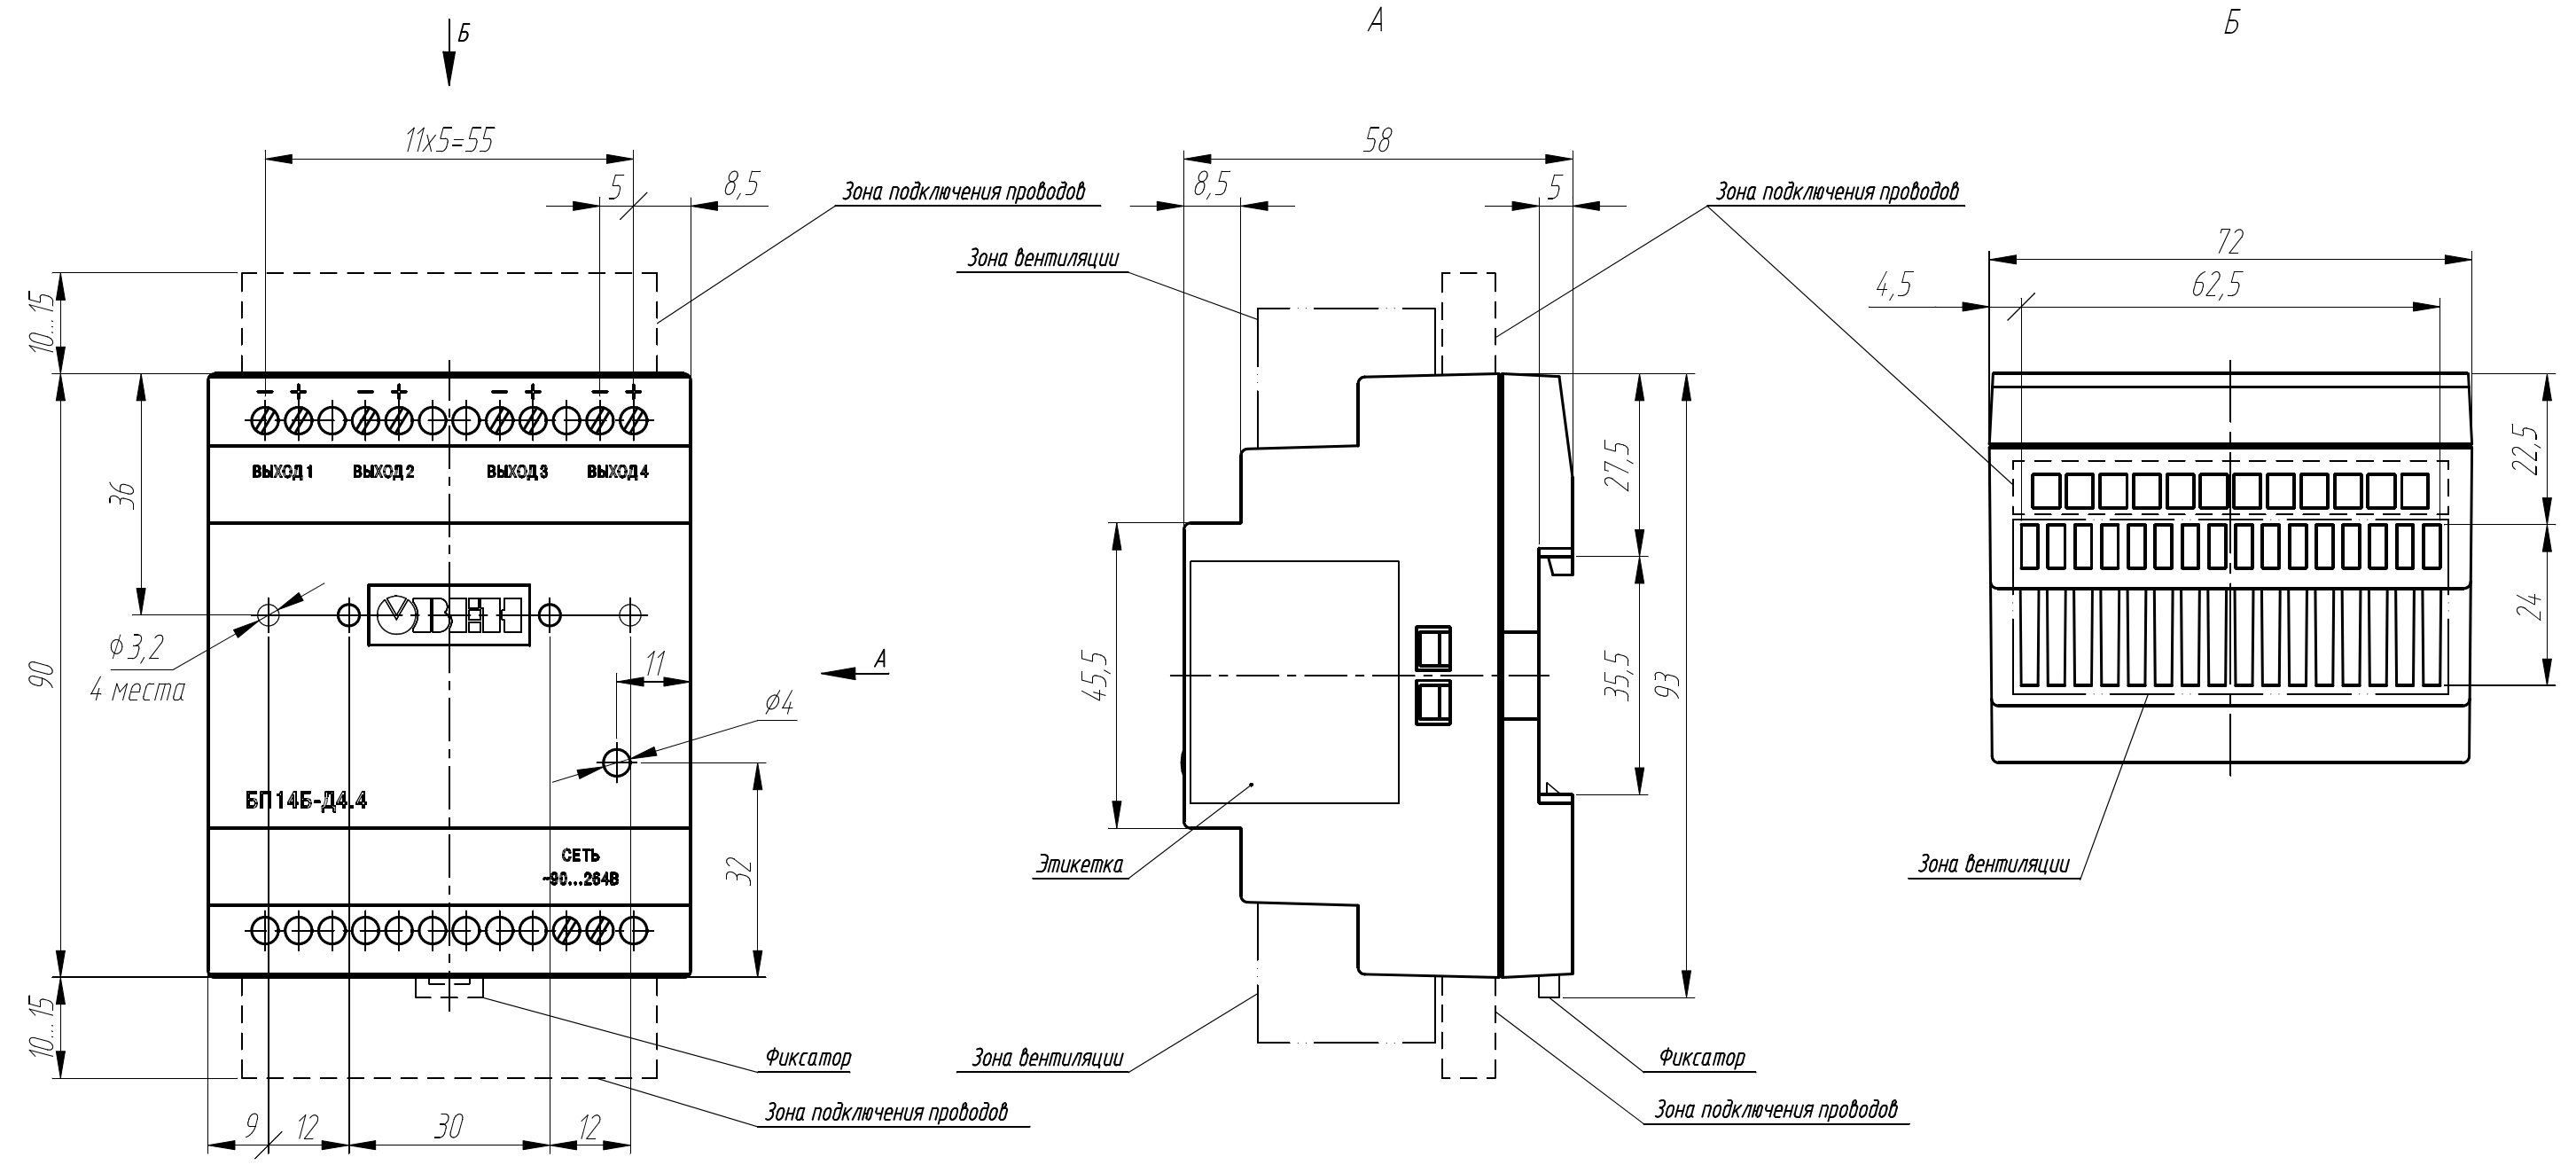 Б
11х5=55
5
8,5
Зона подключения проводов
10...15
− + − + − + − +
ВЫХОД 1 ВЫХОД 2 ВЫХОД 3 ВЫХОД 4
36
90
ОВЕН
ϕ3,2
4 места
11
А
ϕ4
БП14Б-Д4.4
32
СЕТЬ
~90...264В
10...15
Фиксатор
Зона подключения проводов
9
12
30
12
А
58
8,5
5
Зона подключения проводов
Зона вентиляции
27,5
45,5
35,5
93
Этикетка
Зона вентиляции
Фиксатор
Зона подключения проводов
Б
72
4,5
62,5
22,5
24
Зона вентиляции